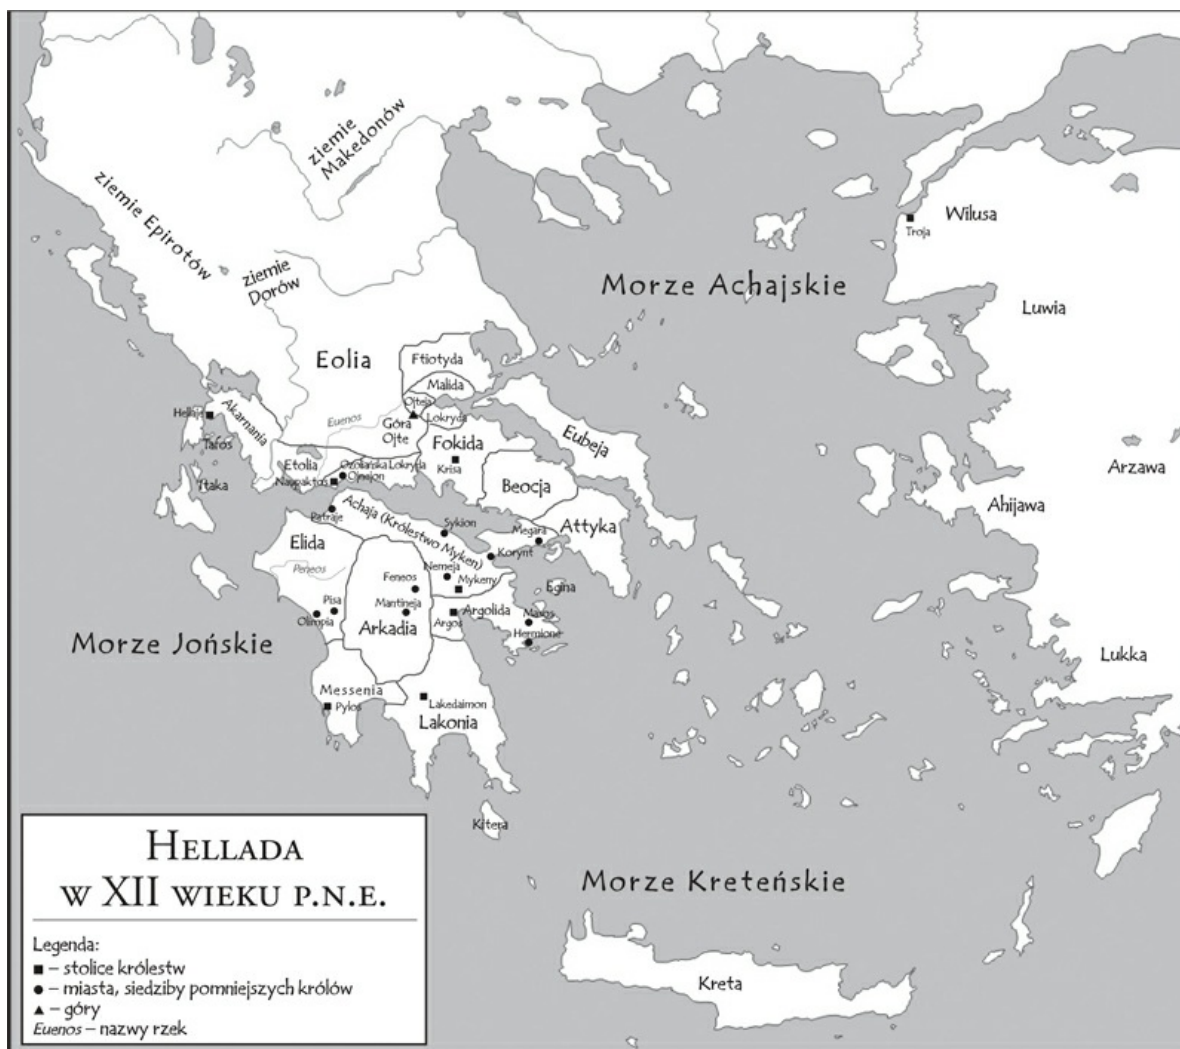 ziemie
Makedonów
ziemie Epirotów
ziemie
Dorów
Wilusa
Troja
Morze Achajskie
Luwia
Eolia
Ftiotyda
Malida
Ojteja
Hellaje
Akarnania
Euenos
Góra
Ojte
Lokryda
Eubeja
Tafos
Fokida
Krisa
Etolia
Ozoliańska Lokryda
Ojnejon
Naupaktos
Itaka
Beocja
Arzawa
Ahijawa
Patraje
Achaja (Królestwo Myken)
Sykion
Megara
Attyka
Elida
Korynt
Peneos
Feneos
Nemeja
Mykeny
Egina
Pisa
Olimpia
Mantineja
Arkadia
Argos
Argolida
Mases
Hermione
Morze Jońskie
Lukka
Messenia
Pylos
Lakedaimon
Lakonia
Kitera
Morze Kreteńskie
Kreta
Hellada
w XII wieku p.n.e.
Legenda:
■ – stolice królestw
● – miasta, siedziby pomniejszych królów
▲ – góry
Euenos – nazwy rzek